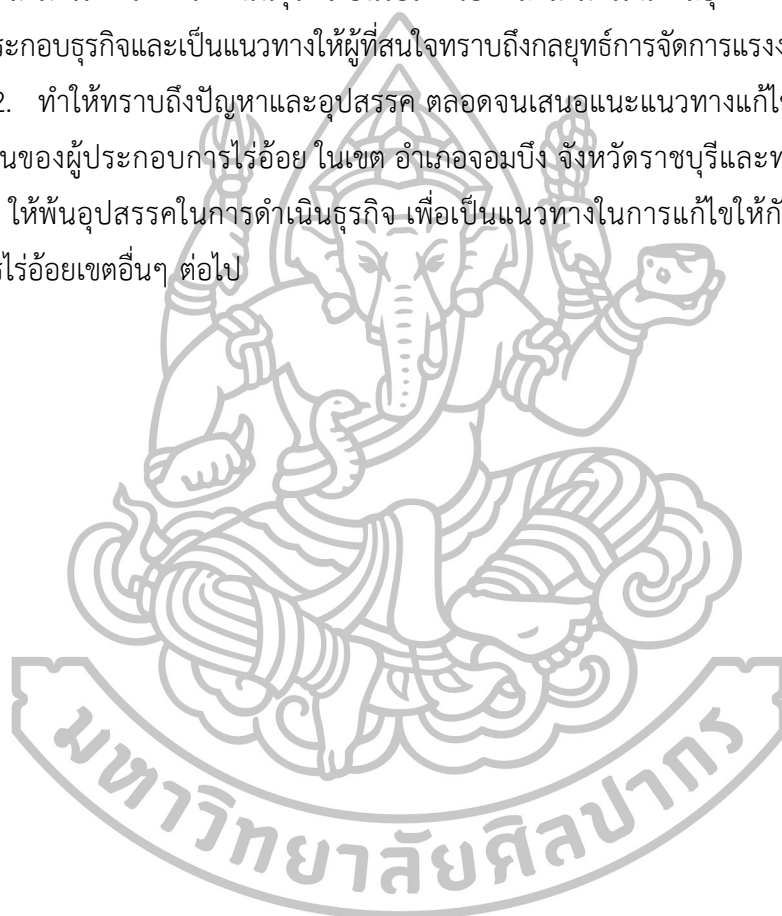 ระกอบธุรกิจและเป็นแนวทางให้ผู้ที่สนใจทราบถึงกลยุทธ์การจัดการแรงง
2. ทำให้ทราบถึงปัญหาและอุปสรรค ตลอดจนเสนอแนะแนวทางแก้ไข
นของผู้ประกอบการไร่อ้อย ในเขต อำเภอจอมบึง จังหวัดราชบุรีและ
ให้พ้นอุปสรรคในการดำเนินธุรกิจ เพื่อเป็นแนวทางในการแก้ไขให้กั
ไร่อ้อยเขตอื่นๆ ต่อไป
มหาวิทยาลัยศิลปากร